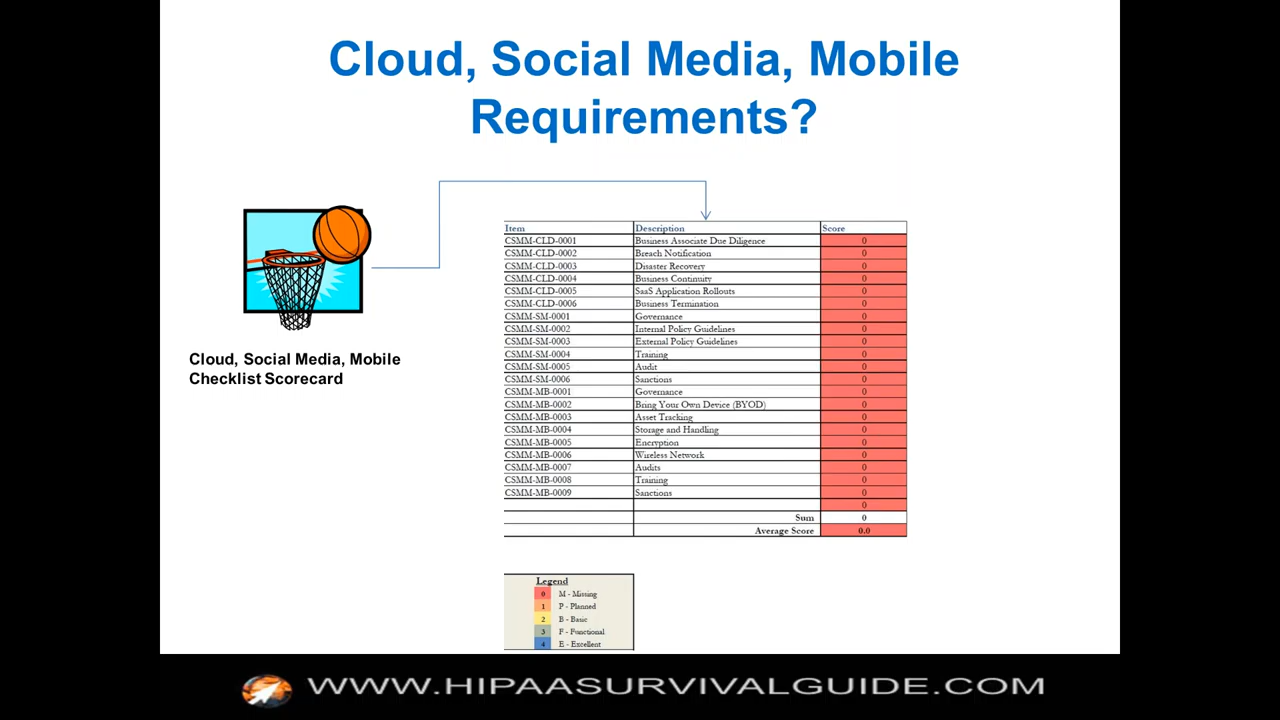 Cloud, Social Media, Mobile
Requirements?
Cloud, Social Media, Mobile
Checklist Scorecard
Item Description Score
CSMM-CLD-0001 Business Associate Due Diligence 0
CSMM-CLD-0002 Breach Notification 0
CSMM-CLD-0003 Disaster Recovery 0
CSMM-CLD-0004 Business Continuity 0
CSMM-CLD-0005 SaaS Application Rollouts 0
CSMM-CLD-0006 Business Termination 0
CSMM-SM-0001 Governance 0
CSMM-SM-0002 Internal Policy Guidelines 0
CSMM-SM-0003 External Policy Guidelines 0
CSMM-SM-0004 Training 0
CSMM-SM-0005 Audit 0
CSMM-SM-0006 Sanctions 0
CSMM-MB-0001 Governance 0
CSMM-MB-0002 Bring Your Own Device (BYOD) 0
CSMM-MB-0003 Asset Tracking 0
CSMM-MB-0004 Storage and Handling 0
CSMM-MB-0005 Encryption 0
CSMM-MB-0006 Wireless Network 0
CSMM-MB-0007 Audits 0
CSMM-MB-0008 Training 0
CSMM-MB-0009 Sanctions 0
0
Sum 0
Average Score 0.0
Legend
0 M - Missing
1 P - Planned
2 B - Basic
3 F - Functional
4 E - Excellent
WWW.HIPAASURVIVALGUIDE.COM